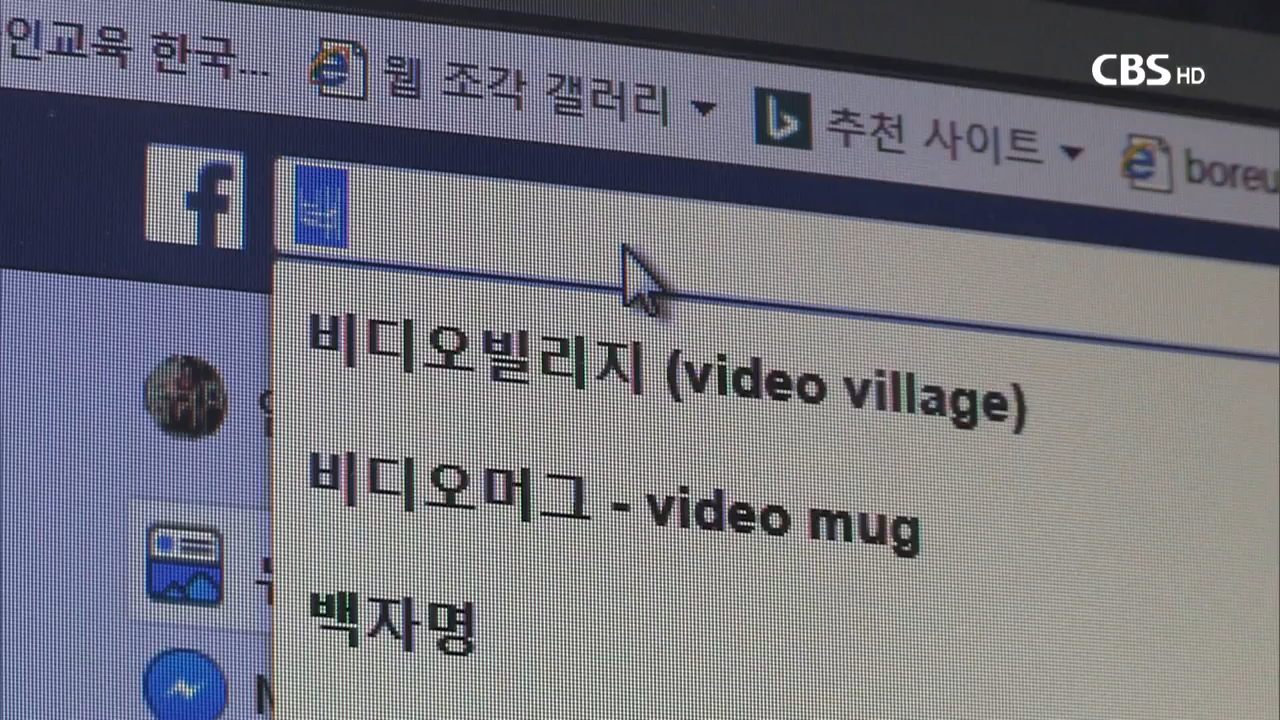 인교육 한국... 웹 조각 갤러리 추천 사이트 boreu
CBS HD
비디오빌리지 (video village)
비디오머그 - video mug
백자명